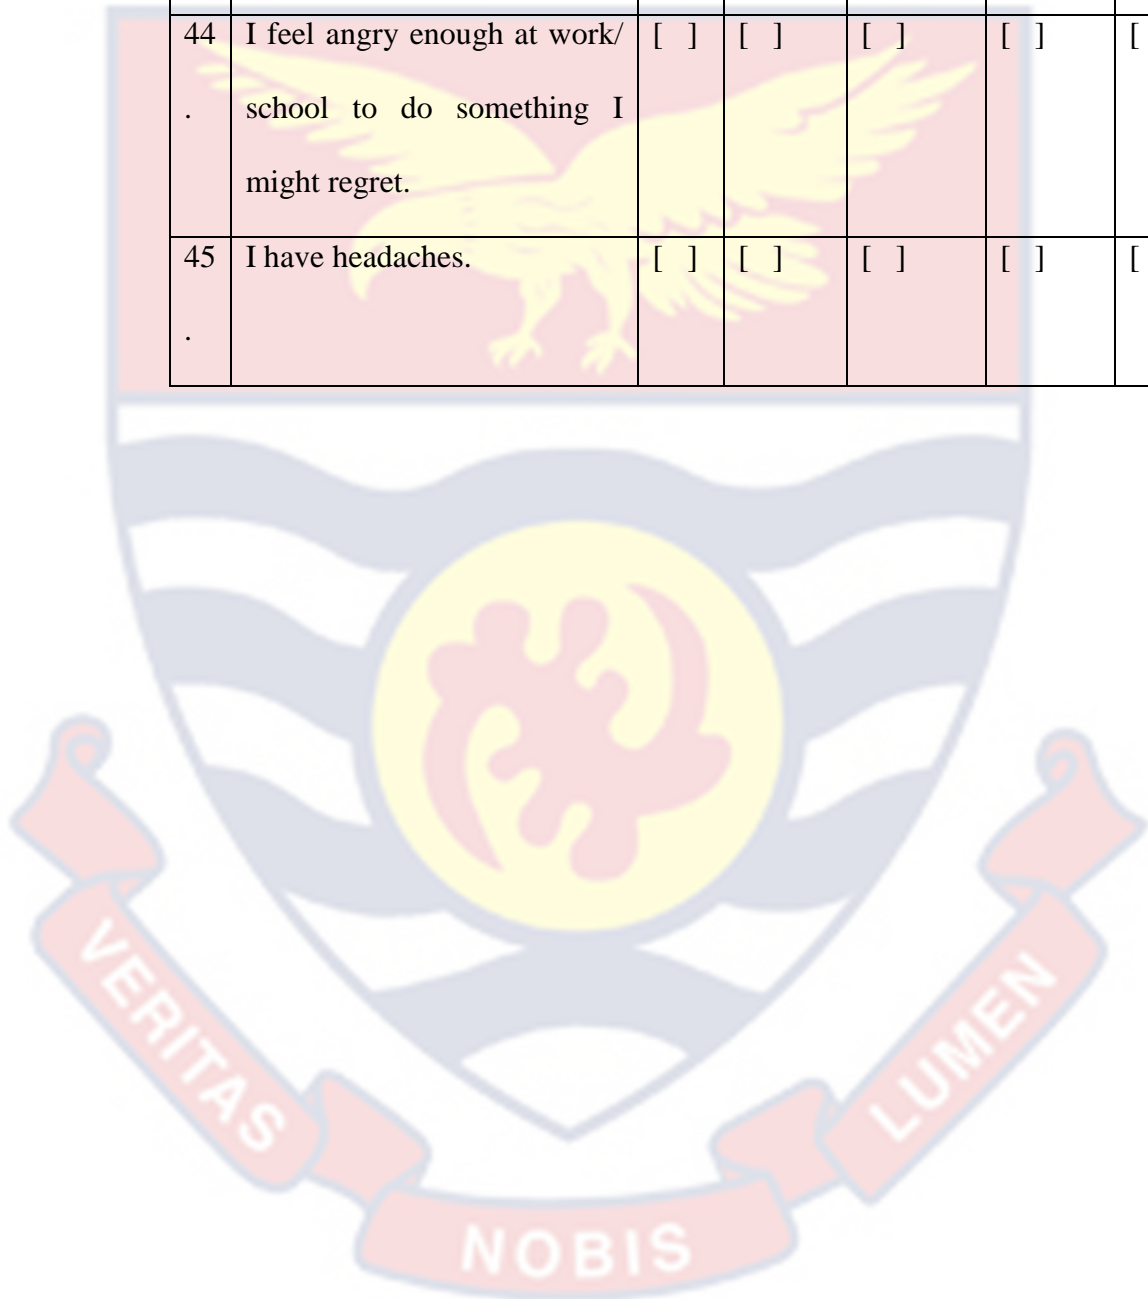 44 I feel angry enough at work/ [ ] [ ] [ ] [ ] [
. school to do something I
might regret.
45 I have headaches. [ ] [ ] [ ] [ ] [
.
VERITAS
NOBIS
LUMEN